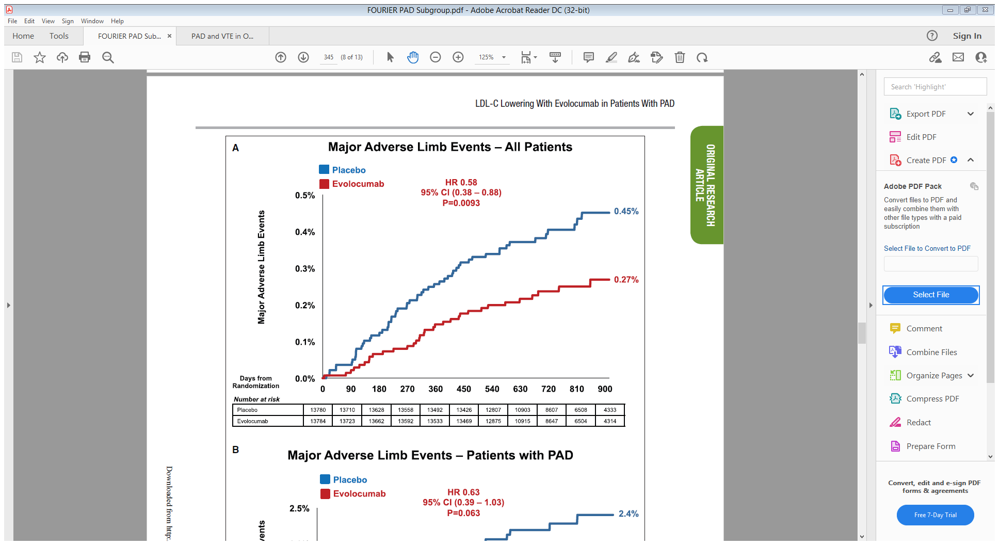 FOURIER PAD Subgroup.pdf - Adobe Acrobat Reader DC (32-bit)
File Edit View Sign Window Help
Home Tools FOURIER PAD Sub... × PAD and VTE in O... Sign In
345 (8 of 13) 125%
LDL-C Lowering With Evolocumab in Patients With PAD
ORIGINAL RESEARCH
ARTICLE
A
Major Adverse Limb Events – All Patients
Placebo
Evolocumab
HR 0.58
95% CI (0.38 – 0.88)
P=0.0093
Major Adverse Limb Events
0.5%
0.4%
0.3%
0.2%
0.1%
0.0%
0.45%
0.27%
Days from
Randomization
0 90 180 270 360 450 540 630 720 810 900
Number at risk
Placebo 13780 13710 13628 13558 13492 13426 12807 10903 8607 6508 4333
Evolocumab 13784 13723 13662 13592 13533 13469 12875 10915 8647 6504 4314
B
Major Adverse Limb Events – Patients with PAD
Placebo
Evolocumab
HR 0.63
95% CI (0.39 – 1.03)
P=0.063
2.5%
2.4%
Downloaded from http:
Search 'Highlight'
Export PDF
Edit PDF
Create PDF
Adobe PDF Pack
Convert files to PDF and
easily combine them with
other file types with a paid
subscription
Select File to Convert to PDF
Select File
Comment
Combine Files
Organize Pages
Compress PDF
Redact
Prepare Form
Convert, edit and e-sign PDF
forms & agreements
Free 7-Day Trial